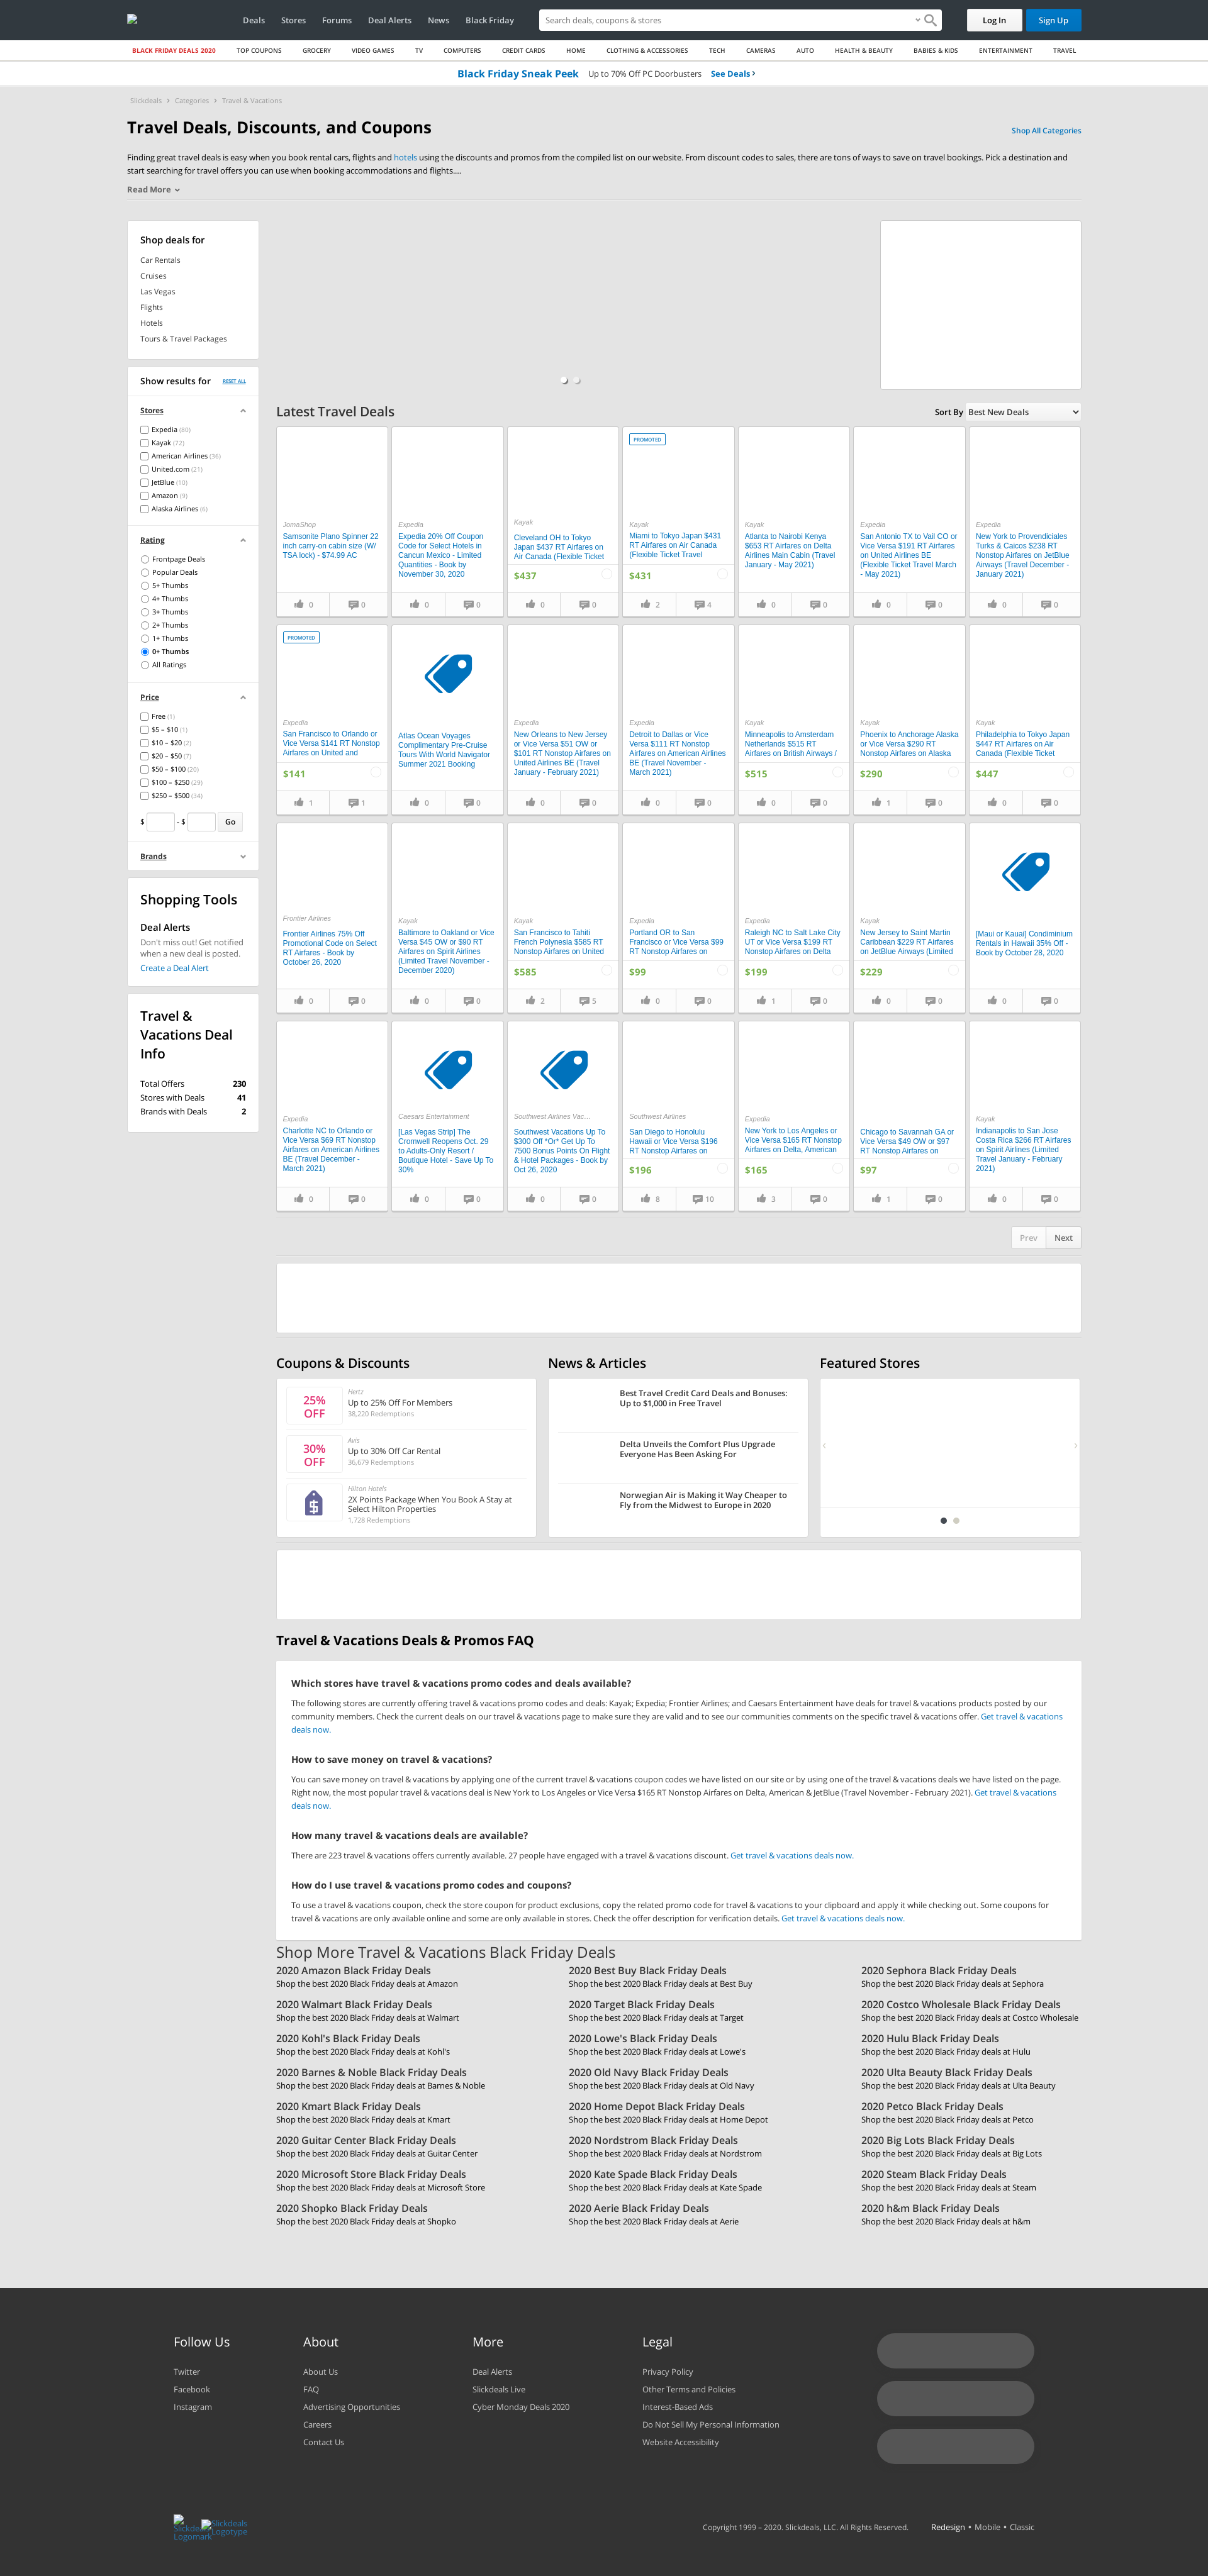 Deals Stores Forums Deal Alerts News Black Friday
Search deals, coupons & stores
Log In
Sign Up
BLACK FRIDAY DEALS 2020 TOP COUPONS GROCERY VIDEO GAMES TV COMPUTERS CREDIT CARDS HOME CLOTHING & ACCESSORIES TECH CAMERAS AUTO HEALTH & BEAUTY BABIES & KIDS ENTERTAINMENT TRAVEL
Black Friday Sneak Peek Up to 70% Off PC Doorbusters See Deals ›
Slickdeals › Categories › Travel & Vacations
Travel Deals, Discounts, and Coupons
Shop All Categories
Finding great travel deals is easy when you book rental cars, flights and hotels using the discounts and promos from the compiled list on our website. From discount codes to sales, there are tons of ways to save on travel bookings. Pick a destination and
start searching for travel offers you can use when booking accommodations and flights....
Read More
Shop deals for
Car Rentals
Cruises
Las Vegas
Flights
Hotels
Tours & Travel Packages
Show results for
RESET ALL
Stores
Expedia (80)
Kayak (72)
American Airlines (36)
United.com (21)
JetBlue (10)
Amazon (9)
Alaska Airlines (6)
Rating
Frontpage Deals
Popular Deals
5+ Thumbs
4+ Thumbs
3+ Thumbs
2+ Thumbs
1+ Thumbs
0+ Thumbs
All Ratings
Price
Free (1)
$5 – $10 (1)
$10 – $20 (2)
$20 – $50 (7)
$50 – $100 (20)
$100 – $250 (29)
$250 – $500 (34)
$ - $ Go
Brands
Shopping Tools
Deal Alerts
Don't miss out! Get notified
when a new deal is posted.
Create a Deal Alert
Travel &
Vacations Deal
Info
Total Offers 230
Stores with Deals 41
Brands with Deals 2
Latest Travel Deals
Sort By Best New Deals
JomaShop
Samsonite Plano Spinner 22
inch carry-on cabin size (W/
TSA lock) - $74.99 AC
0 0
Expedia
Expedia 20% Off Coupon
Code for Select Hotels in
Cancun Mexico - Limited
Quantities - Book by
November 30, 2020
0 0
Kayak
Cleveland OH to Tokyo
Japan $437 RT Airfares on
Air Canada (Flexible Ticket
$437
0 0
PROMOTED
Kayak
Miami to Tokyo Japan $431
RT Airfares on Air Canada
(Flexible Ticket Travel
$431
2 4
Kayak
Atlanta to Nairobi Kenya
$653 RT Airfares on Delta
Airlines Main Cabin (Travel
January - May 2021)
0 0
Expedia
San Antonio TX to Vail CO or
Vice Versa $191 RT Airfares
on United Airlines BE
(Flexible Ticket Travel March
- May 2021)
0 0
Expedia
New York to Provendiciales
Turks & Caicos $238 RT
Nonstop Airfares on JetBlue
Airways (Travel December -
January 2021)
0 0
PROMOTED
Expedia
San Francisco to Orlando or
Vice Versa $141 RT Nonstop
Airfares on United and
$141
1 1
Atlas Ocean Voyages
Complimentary Pre-Cruise
Tours With World Navigator
Summer 2021 Booking
0 0
Expedia
New Orleans to New Jersey
or Vice Versa $51 OW or
$101 RT Nonstop Airfares on
United Airlines BE (Travel
January - February 2021)
0 0
Expedia
Detroit to Dallas or Vice
Versa $111 RT Nonstop
Airfares on American Airlines
BE (Travel November -
March 2021)
0 0
Kayak
Minneapolis to Amsterdam
Netherlands $515 RT
Airfares on British Airways /
$515
0 0
Kayak
Phoenix to Anchorage Alaska
or Vice Versa $290 RT
Nonstop Airfares on Alaska
$290
1 0
Kayak
Philadelphia to Tokyo Japan
$447 RT Airfares on Air
Canada (Flexible Ticket
$447
0 0
Frontier Airlines
Frontier Airlines 75% Off
Promotional Code on Select
RT Airfares - Book by
October 26, 2020
0 0
Kayak
Baltimore to Oakland or Vice
Versa $45 OW or $90 RT
Airfares on Spirit Airlines
(Limited Travel November -
December 2020)
0 0
Kayak
San Francisco to Tahiti
French Polynesia $585 RT
Nonstop Airfares on United
$585
2 5
Expedia
Portland OR to San
Francisco or Vice Versa $99
RT Nonstop Airfares on
$99
0 0
Expedia
Raleigh NC to Salt Lake City
UT or Vice Versa $199 RT
Nonstop Airfares on Delta
$199
1 0
Kayak
New Jersey to Saint Martin
Caribbean $229 RT Airfares
on JetBlue Airways (Limited
$229
0 0
[Maui or Kauai] Condiminium
Rentals in Hawaii 35% Off -
Book by October 28, 2020
0 0
Expedia
Charlotte NC to Orlando or
Vice Versa $69 RT Nonstop
Airfares on American Airlines
BE (Travel December -
March 2021)
0 0
Caesars Entertainment
[Las Vegas Strip] The
Cromwell Reopens Oct. 29
to Adults-Only Resort /
Boutique Hotel - Save Up To
30%
0 0
Southwest Airlines Vac...
Southwest Vacations Up To
$300 Off *Or* Get Up To
7500 Bonus Points On Flight
& Hotel Packages - Book by
Oct 26, 2020
0 0
Southwest Airlines
San Diego to Honolulu
Hawaii or Vice Versa $196
RT Nonstop Airfares on
$196
8 10
Expedia
New York to Los Angeles or
Vice Versa $165 RT Nonstop
Airfares on Delta, American
$165
3 0
Chicago to Savannah GA or
Vice Versa $49 OW or $97
RT Nonstop Airfares on
$97
1 0
Kayak
Indianapolis to San Jose
Costa Rica $266 RT Airfares
on Spirit Airlines (Limited
Travel January - February
2021)
0 0
Prev Next
Coupons & Discounts
25%
OFF
Hertz
Up to 25% Off For Members
38,220 Redemptions
30%
OFF
Avis
Up to 30% Off Car Rental
36,679 Redemptions
Hilton Hotels
2X Points Package When You Book A Stay at
Select Hilton Properties
1,728 Redemptions
News & Articles
Best Travel Credit Card Deals and Bonuses:
Up to $1,000 in Free Travel
Delta Unveils the Comfort Plus Upgrade
Everyone Has Been Asking For
Norwegian Air is Making it Way Cheaper to
Fly from the Midwest to Europe in 2020
Featured Stores
Travel & Vacations Deals & Promos FAQ
Which stores have travel & vacations promo codes and deals available?
The following stores are currently offering travel & vacations promo codes and deals: Kayak; Expedia; Frontier Airlines; and Caesars Entertainment have deals for travel & vacations products posted by our
community members. Check the current deals on our travel & vacations page to make sure they are valid and to see our communities comments on the specific travel & vacations offer. Get travel & vacations
deals now.
How to save money on travel & vacations?
You can save money on travel & vacations by applying one of the current travel & vacations coupon codes we have listed on our site or by using one of the travel & vacations deals we have listed on the page.
Right now, the most popular travel & vacations deal is New York to Los Angeles or Vice Versa $165 RT Nonstop Airfares on Delta, American & JetBlue (Travel November - February 2021). Get travel & vacations
deals now.
How many travel & vacations deals are available?
There are 223 travel & vacations offers currently available. 27 people have engaged with a travel & vacations discount. Get travel & vacations deals now.
How do I use travel & vacations promo codes and coupons?
To use a travel & vacations coupon, check the store coupon for product exclusions, copy the related promo code for travel & vacations to your clipboard and apply it while checking out. Some coupons for
travel & vacations are only available online and some are only available in stores. Check the offer description for verification details. Get travel & vacations deals now.
Shop More Travel & Vacations Black Friday Deals
2020 Amazon Black Friday Deals
Shop the best 2020 Black Friday deals at Amazon
2020 Best Buy Black Friday Deals
Shop the best 2020 Black Friday deals at Best Buy
2020 Sephora Black Friday Deals
Shop the best 2020 Black Friday deals at Sephora
2020 Walmart Black Friday Deals
Shop the best 2020 Black Friday deals at Walmart
2020 Target Black Friday Deals
Shop the best 2020 Black Friday deals at Target
2020 Costco Wholesale Black Friday Deals
Shop the best 2020 Black Friday deals at Costco Wholesale
2020 Kohl's Black Friday Deals
Shop the best 2020 Black Friday deals at Kohl's
2020 Lowe's Black Friday Deals
Shop the best 2020 Black Friday deals at Lowe's
2020 Hulu Black Friday Deals
Shop the best 2020 Black Friday deals at Hulu
2020 Barnes & Noble Black Friday Deals
Shop the best 2020 Black Friday deals at Barnes & Noble
2020 Old Navy Black Friday Deals
Shop the best 2020 Black Friday deals at Old Navy
2020 Ulta Beauty Black Friday Deals
Shop the best 2020 Black Friday deals at Ulta Beauty
2020 Kmart Black Friday Deals
Shop the best 2020 Black Friday deals at Kmart
2020 Home Depot Black Friday Deals
Shop the best 2020 Black Friday deals at Home Depot
2020 Petco Black Friday Deals
Shop the best 2020 Black Friday deals at Petco
2020 Guitar Center Black Friday Deals
Shop the best 2020 Black Friday deals at Guitar Center
2020 Nordstrom Black Friday Deals
Shop the best 2020 Black Friday deals at Nordstrom
2020 Big Lots Black Friday Deals
Shop the best 2020 Black Friday deals at Big Lots
2020 Microsoft Store Black Friday Deals
Shop the best 2020 Black Friday deals at Microsoft Store
2020 Kate Spade Black Friday Deals
Shop the best 2020 Black Friday deals at Kate Spade
2020 Steam Black Friday Deals
Shop the best 2020 Black Friday deals at Steam
2020 Shopko Black Friday Deals
Shop the best 2020 Black Friday deals at Shopko
2020 Aerie Black Friday Deals
Shop the best 2020 Black Friday deals at Aerie
2020 h&m Black Friday Deals
Shop the best 2020 Black Friday deals at h&m
Follow Us
Twitter
Facebook
Instagram
About
About Us
FAQ
Advertising Opportunities
Careers
Contact Us
More
Deal Alerts
Slickdeals Live
Cyber Monday Deals 2020
Legal
Privacy Policy
Other Terms and Policies
Interest-Based Ads
Do Not Sell My Personal Information
Website Accessibility
Slickdeals
Logomark
Slickdeals
Logotype
Copyright 1999 – 2020. Slickdeals, LLC. All Rights Reserved.
Redesign • Mobile • Classic